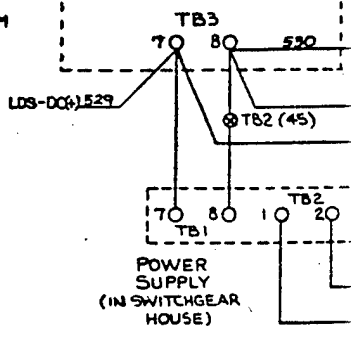 TB3
7 8 530
LDS-DC(+) 529
TB2 (45)
TB2
7 8 1 2
TB1
POWER
SUPPLY
(IN SWITCHGEAR
HOUSE)